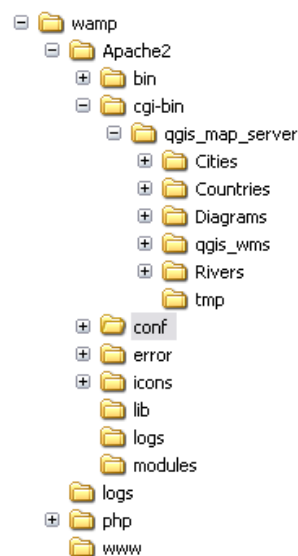 wamp
Apache2
bin
cgi-bin
qgis_map_server
Cities
Countries
Diagrams
qgis_wms
Rivers
tmp
conf
error
icons
lib
logs
modules
logs
php
www